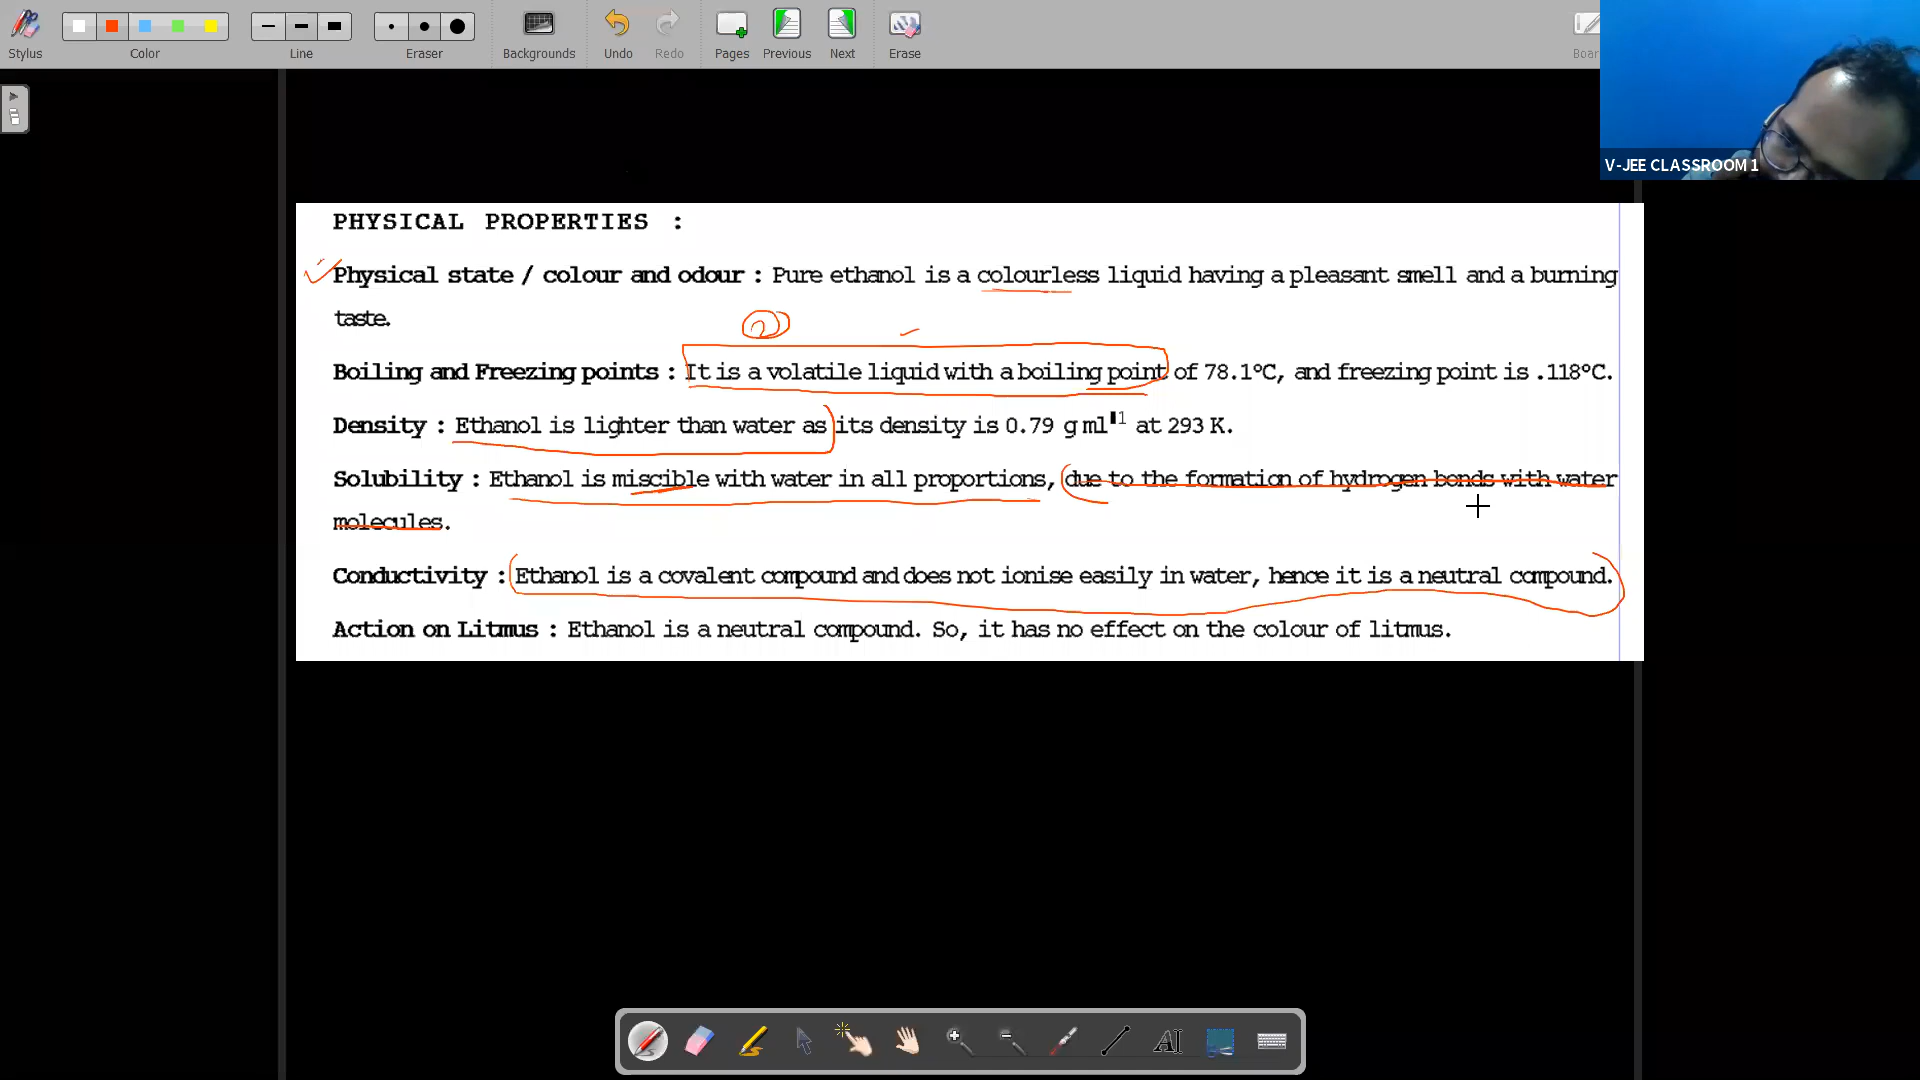 Stylus Color Line Eraser Backgrounds Undo Redo Pages Previous Next Erase
V-JEE CLASSROOM 1
PHYSICAL PROPERTIES :
Physical state / colour and odour : Pure ethanol is a colourless liquid having a pleasant smell and a burning
taste.
2
Boiling and Freezing points : It is a volatile liquid with a boiling point of 78.1°C, and freezing point is .118°C.
Density : Ethanol is lighter than water as its density is 0.79 g ml▮1 at 293 K.
Solubility : Ethanol is miscible with water in all proportions, due to the formation of hydrogen bonds with water
molecules.
Conductivity : Ethanol is a covalent compound and does not ionise easily in water, hence it is a neutral compound.
Action on Litmus : Ethanol is a neutral compound. So, it has no effect on the colour of litmus.